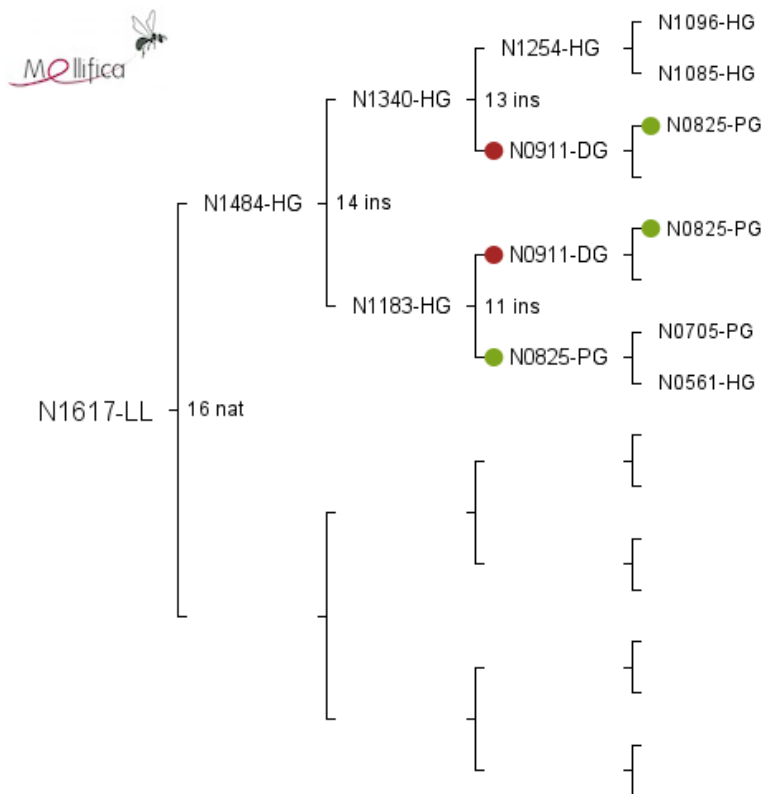 Mellifica
N1096-HG
N1254-HG
N1085-HG
N1340-HG
13 ins
N0911-DG
N0825-PG
N1484-HG
14 ins
N0911-DG
N0825-PG
N1183-HG
11 ins
N0825-PG
N0705-PG
N0561-HG
N1617-LL
16 nat